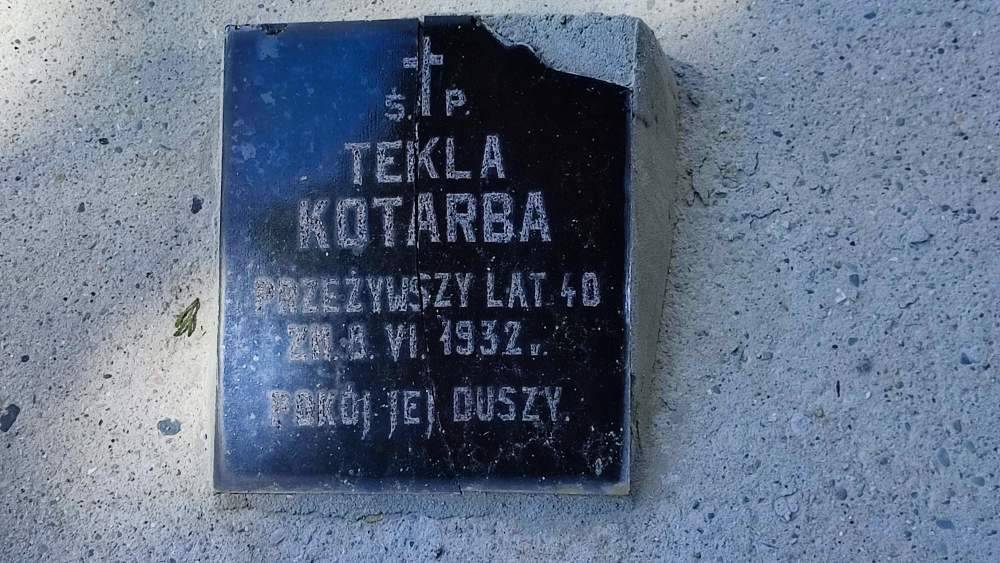 Ś. P.
TEKLA
KOTARBA
PRZEŻYWSZY LAT 40
ZM. 8. VI. 1932 r.
POKÓJ JEJ DUSZY.